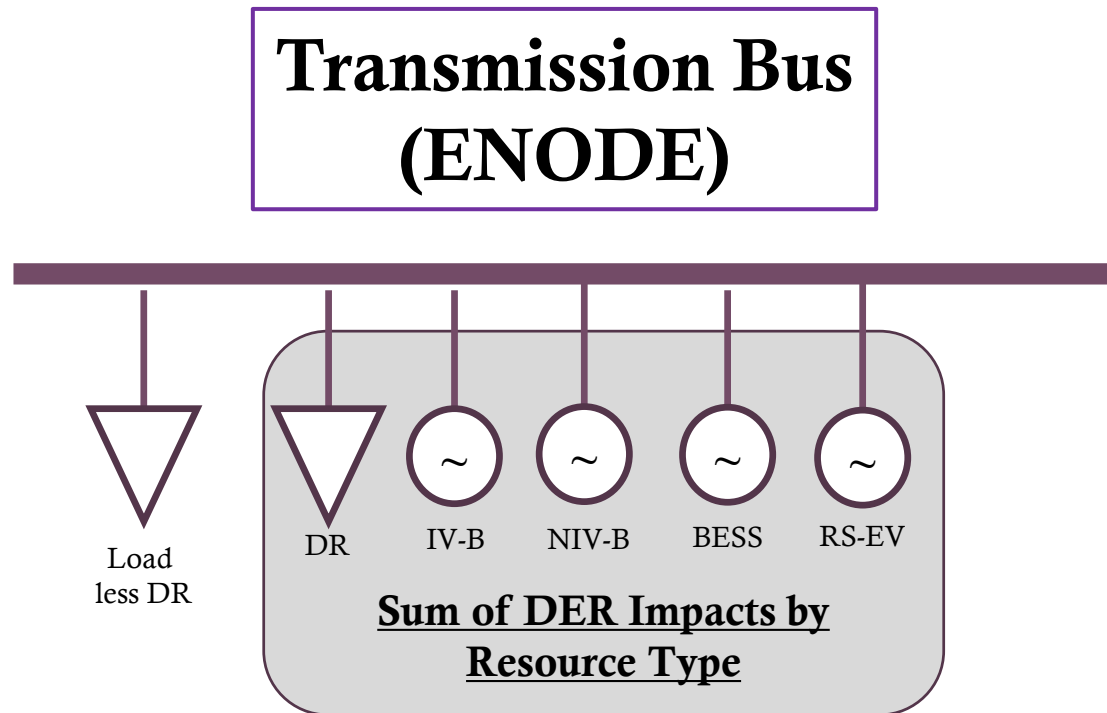 Transmission Bus
(ENODE)
~
~
~
~
Load
less DR
DR
IV-B
NIV-B
BESS
RS-EV
Sum of DER Impacts by
Resource Type